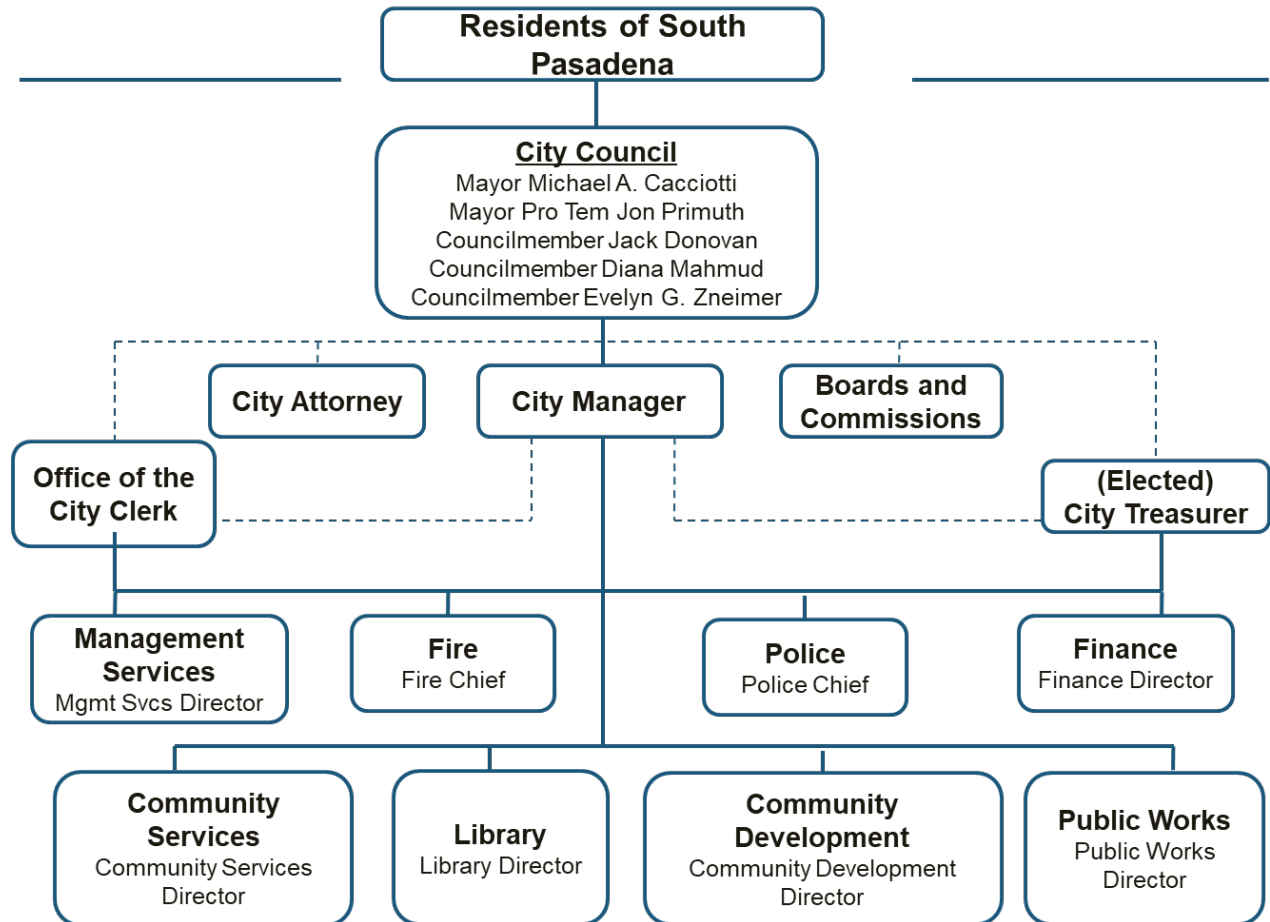 Residents of South
Pasadena
City Council
Mayor Michael A. Cacciotti
Mayor Pro Tem Jon Primuth
Councilmember Jack Donovan
Councilmember Diana Mahmud
Councilmember Evelyn G. Zneimer
City Attorney
City Manager
Boards and
Commissions
Office of the
City Clerk
(Elected)
City Treasurer
Management
Services
Mgmt Svcs Director
Fire
Fire Chief
Police
Police Chief
Finance
Finance Director
Community
Services
Community Services
Director
Library
Library Director
Community
Development
Community Development
Director
Public Works
Public Works
Director